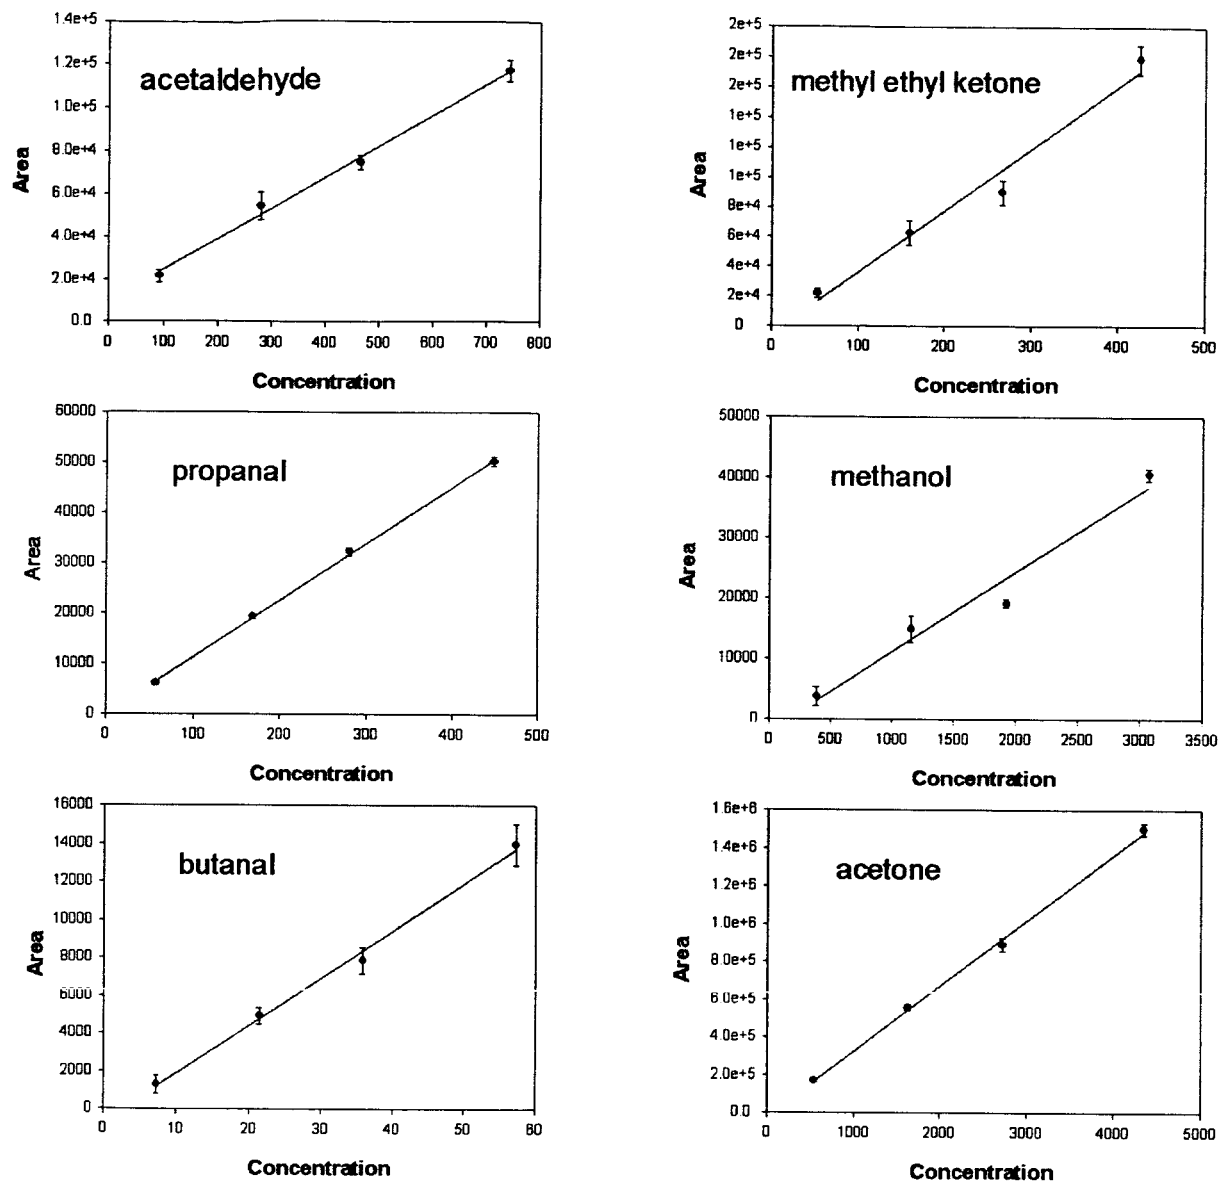 1.4e+5
1.2e+5
1.0e+5
8.0e+4
6.0e+4
4.0e+4
2.0e+4
0.0
acetaldehyde
Area
0 100 200 300 400 500 600 700 800
Concentration
2e+5
2e+5
2e+5
1e+5
1e+5
1e+5
8e+4
6e+4
4e+4
2e+4
0
methyl ethyl ketone
Area
0 100 200 300 400 500
Concentration
60000
50000
40000
30000
20000
10000
0
propanal
Area
0 100 200 300 400 500
Concentration
50000
40000
30000
20000
10000
0
methanol
Area
0 500 1000 1500 2000 2500 3000 3500
Concentration
16000
14000
12000
10000
8000
6000
4000
2000
0
butanal
Area
0 10 20 30 40 50 60
Concentration
1.6e+6
1.4e+6
1.2e+6
1.0e+6
8.0e+5
6.0e+5
4.0e+5
2.0e+5
0.0
acetone
Area
0 1000 2000 3000 4000 5000
Concentration